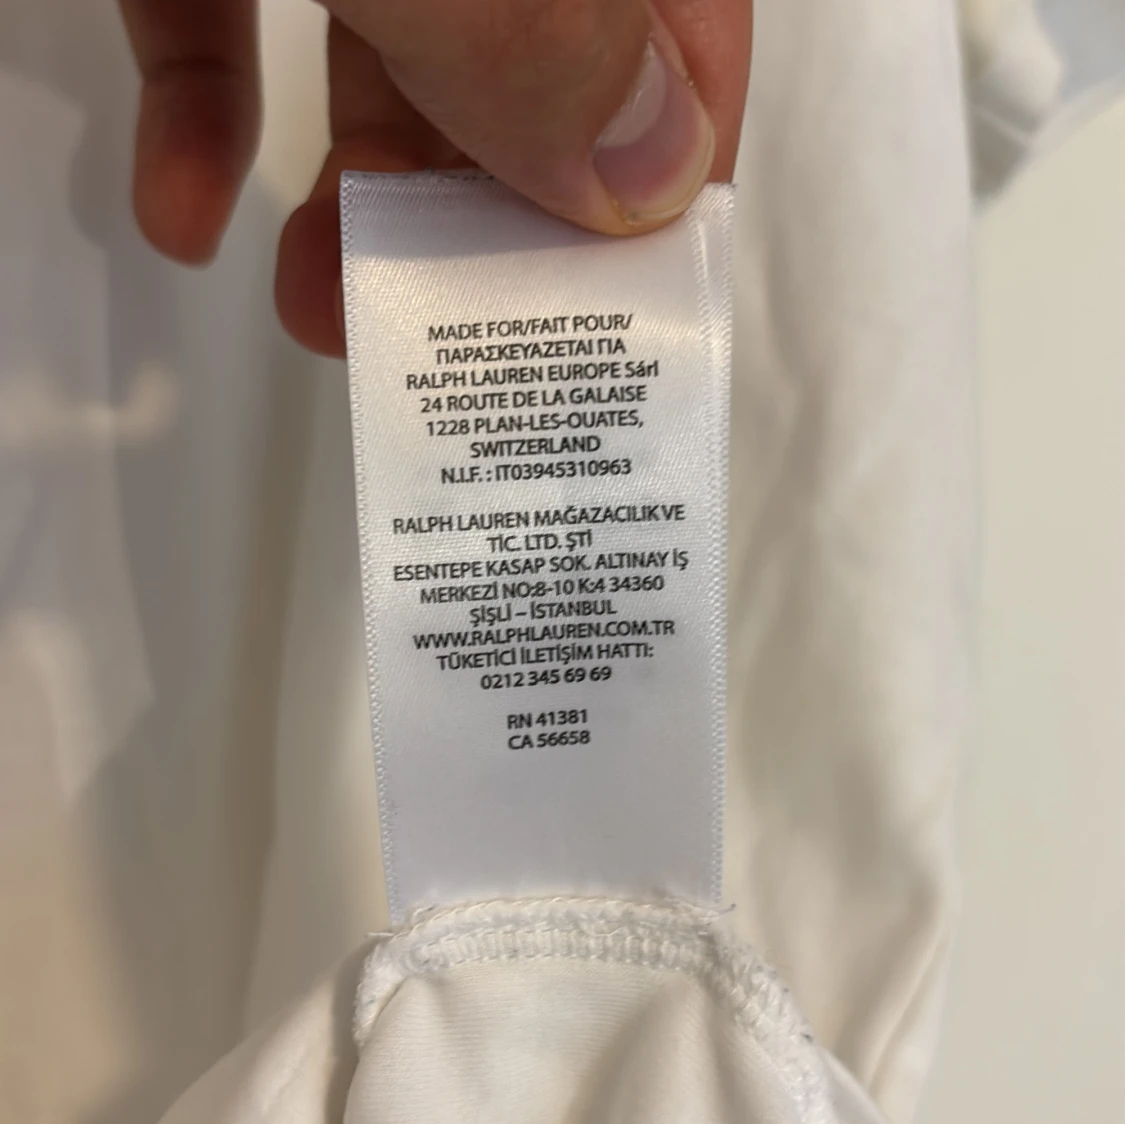 MADE FOR/FAIT POUR/
ΠΑΡΑΣΚΕΥΑΖΕΤΑΙ ΓΙΑ
RALPH LAUREN EUROPE Sárl
24 ROUTE DE LA GALAISE
1228 PLAN-LES-OUATES,
SWITZERLAND
N.I.F. : IT03945310963
RALPH LAUREN MAĞAZACILIK VE
TİC. LTD. ŞTİ
ESENTEPE KASAP SOK. ALTINAY İŞ
MERKEZİ NO:8-10 K:4 34360
ŞİŞLİ – İSTANBUL
WWW.RALPHLAUREN.COM.TR
TÜKETİCİ İLETİŞİM HATTI:
0212 345 69 69
RN 41381
CA 56658